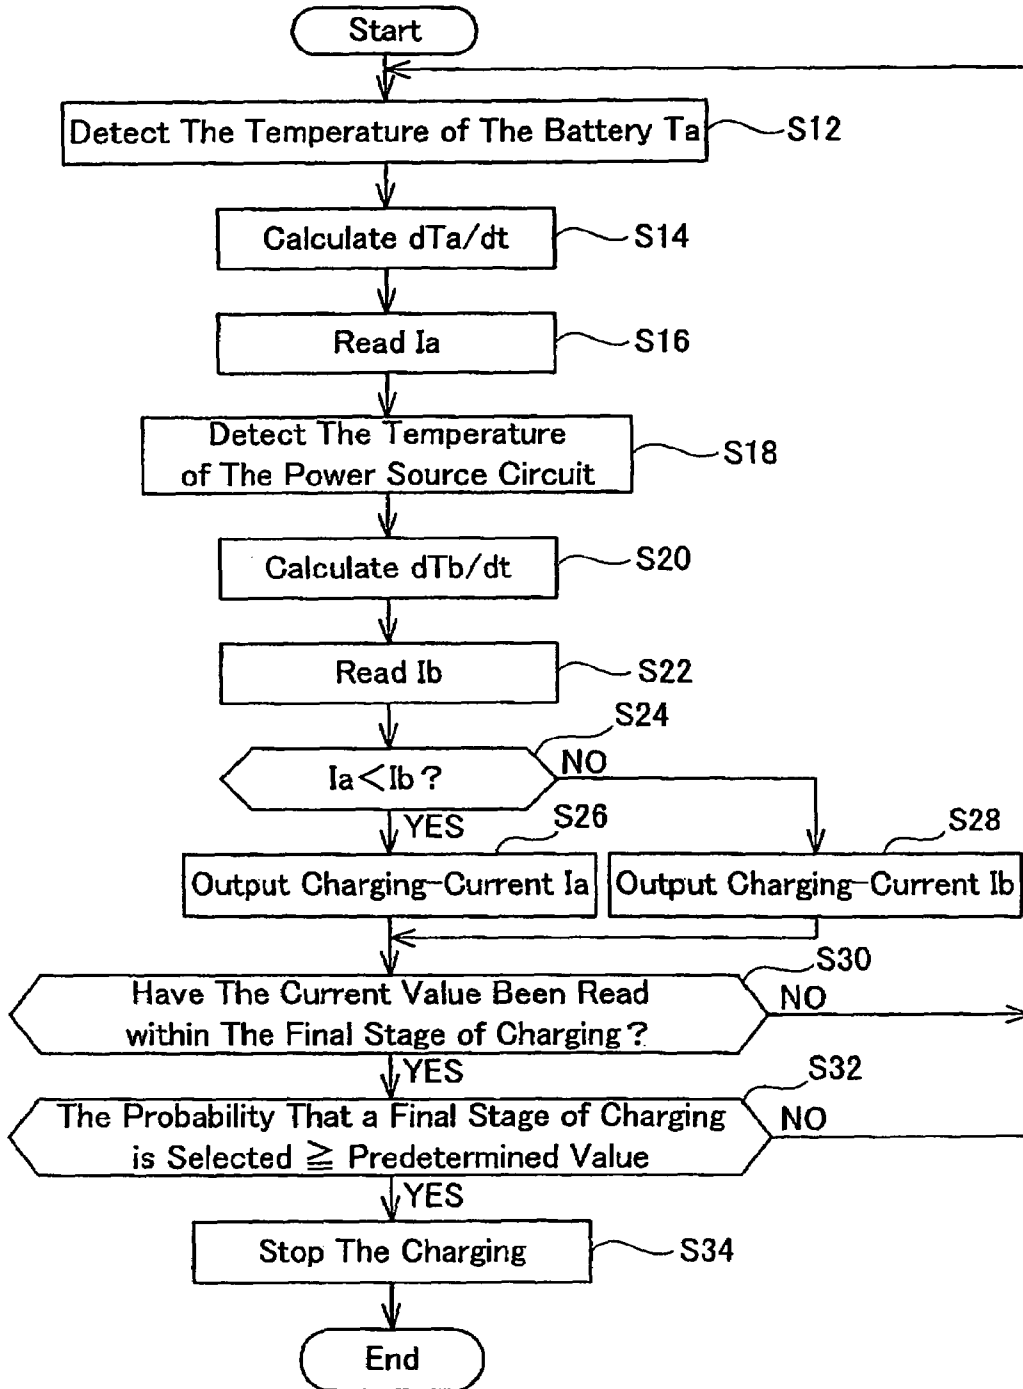 Start
Detect The Temperature of The Battery Ta
S12
Calculate dTa/dt
S14
Read Ia
S16
Detect The Temperature
of The Power Source Circuit
S18
Calculate dTb/dt
S20
Read Ib
S22
S24
Ia<Ib?
NO
YES
S26
S28
Output Charging-Current Ia
Output Charging-Current Ib
S30
Have The Current Value Been Read
within The Final Stage of Charging?
NO
YES
S32
The Probability That a Final Stage of Charging
is Selected ≧ Predetermined Value
NO
YES
Stop The Charging
S34
End